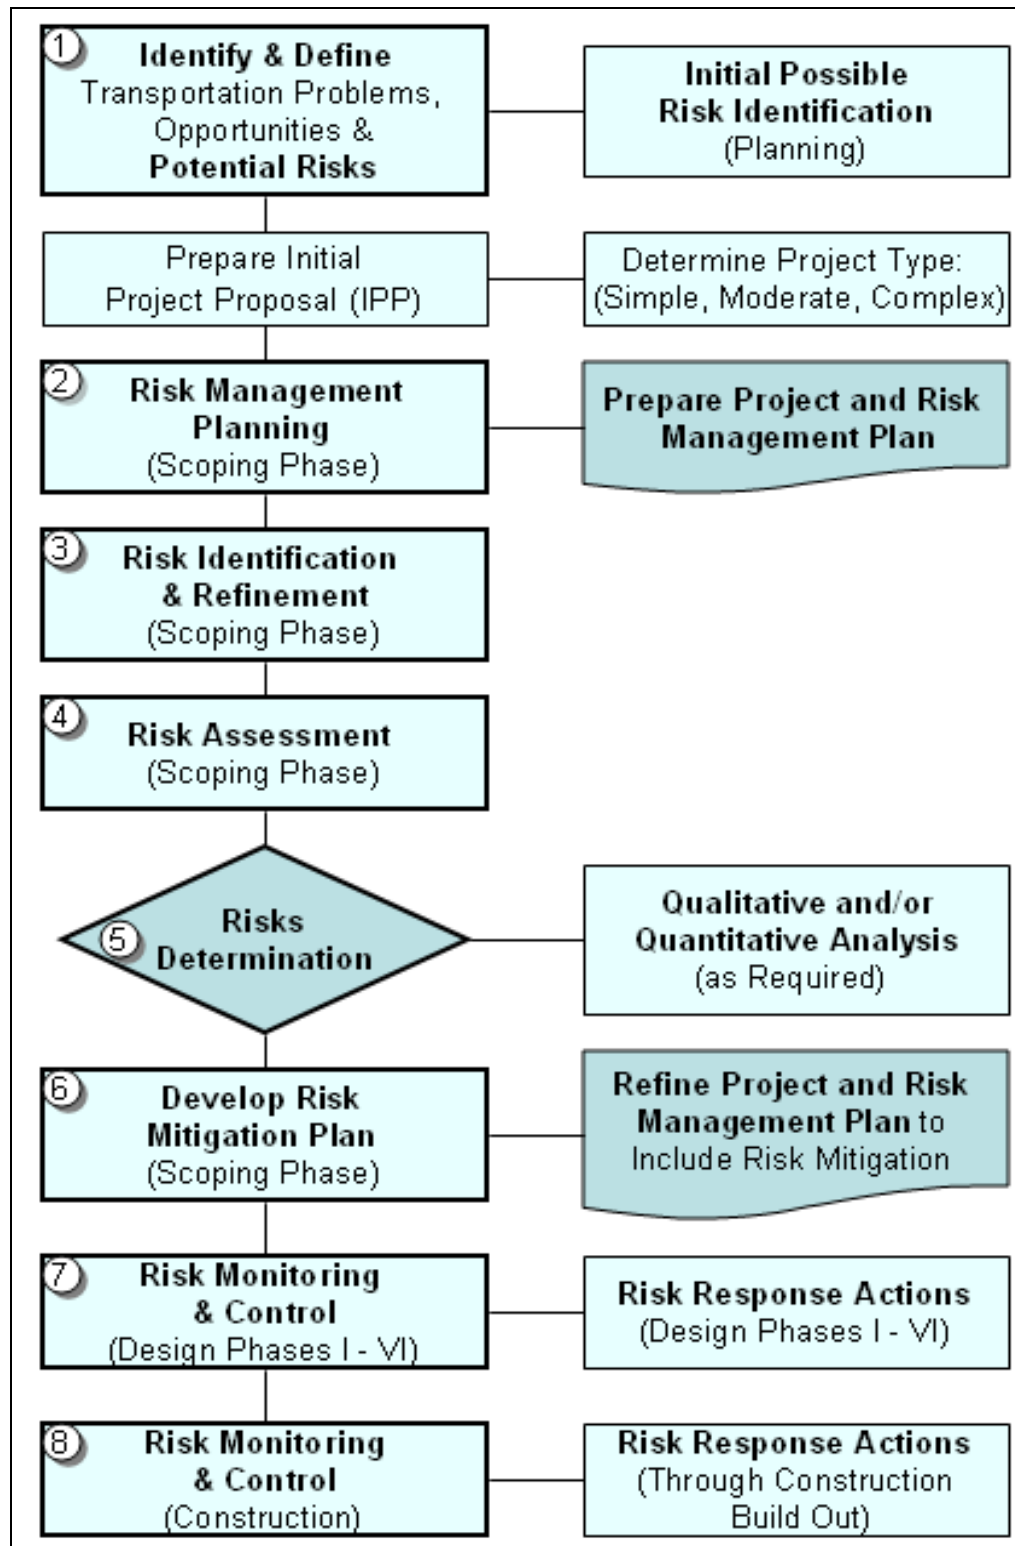 1
Identify & Define
Transportation Problems,
Opportunities &
Potential Risks
Initial Possible
Risk Identification
(Planning)
Prepare Initial
Project Proposal (IPP)
Determine Project Type:
(Simple, Moderate, Complex)
2
Risk Management
Planning
(Scoping Phase)
Prepare Project and Risk
Management Plan
3
Risk Identification
& Refinement
(Scoping Phase)
4
Risk Assessment
(Scoping Phase)
5
Risks
Determination
Qualitative and/or
Quantitative Analysis
(as Required)
6
Develop Risk
Mitigation Plan
(Scoping Phase)
Refine Project and Risk
Management Plan to
Include Risk Mitigation
7
Risk Monitoring
& Control
(Design Phases I - VI)
Risk Response Actions
(Design Phases I - VI)
8
Risk Monitoring
& Control
(Construction)
Risk Response Actions
(Through Construction
Build Out)